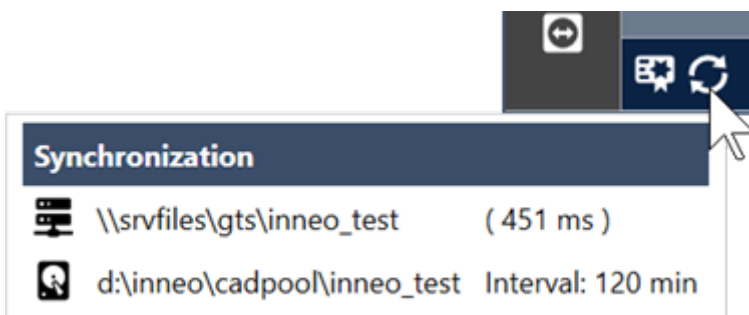 Synchronization
\\srvfiles\gts\inneo_test ( 451 ms )
d:\inneo\cadpool\inneo_test Interval: 120 min